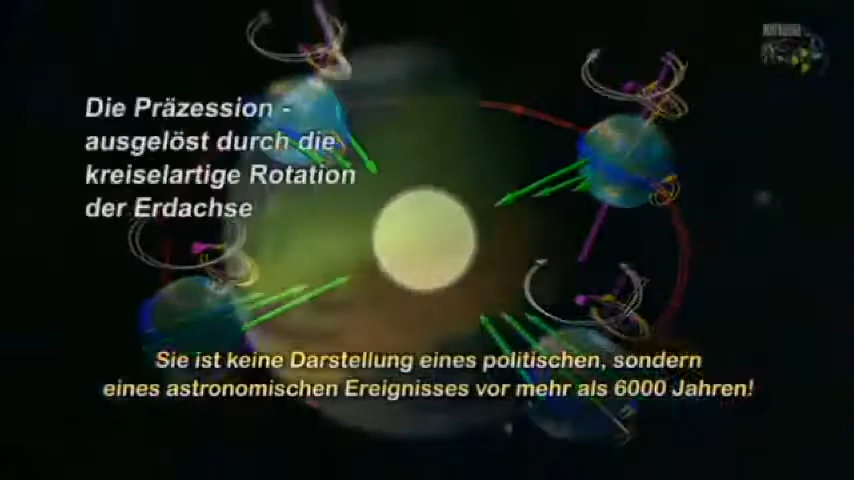 Die Präzession -
ausgelöst durch die
kreiselartige Rotation
der Erdachse
Sie ist keine Darstellung eines politischen, sondern
eines astronomischen Ereignisses vor mehr als 6000 Jahren!